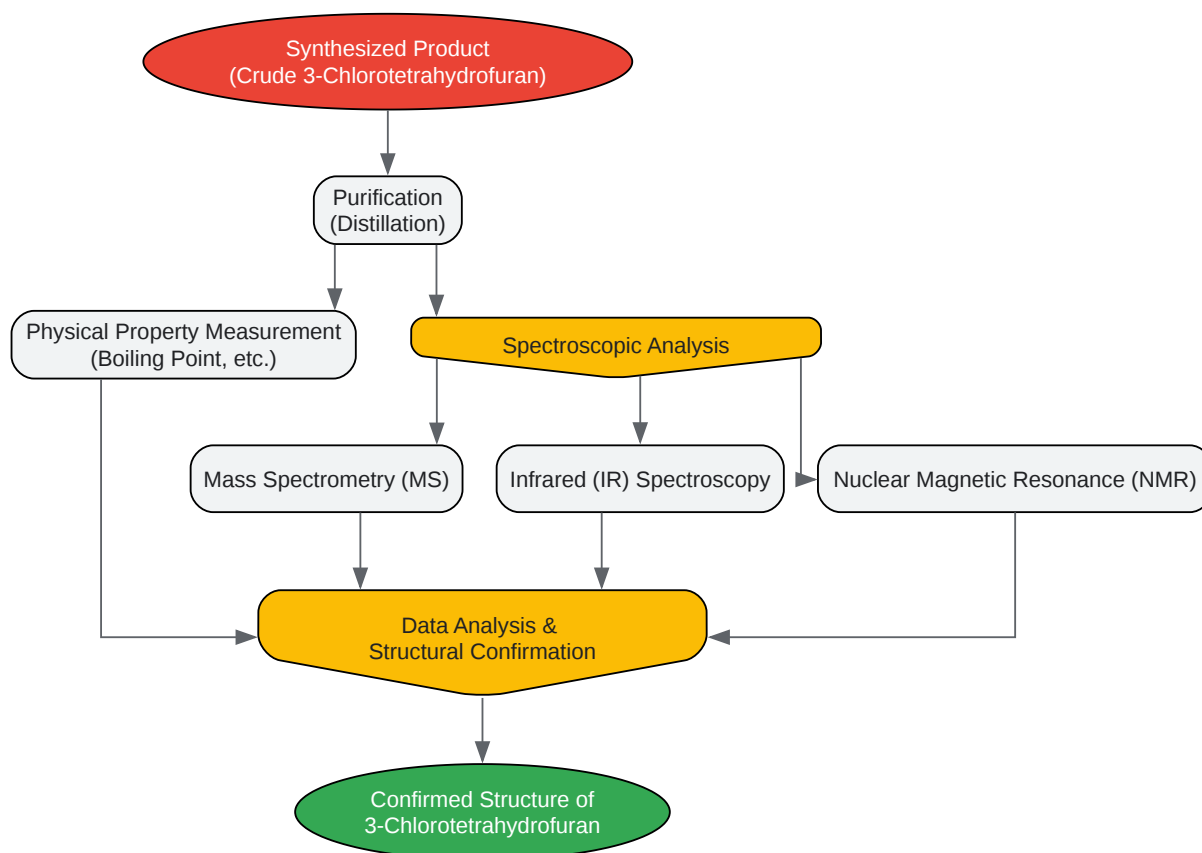 Synthesized Product
(Crude 3-Chlorotetrahydrofuran)
Purification
(Distillation)
Physical Property Measurement
(Boiling Point, etc.)
Spectroscopic Analysis
Mass Spectrometry (MS)
Infrared (IR) Spectroscopy
Nuclear Magnetic Resonance (NMR)
Data Analysis &
Structural Confirmation
Confirmed Structure of
3-Chlorotetrahydrofuran